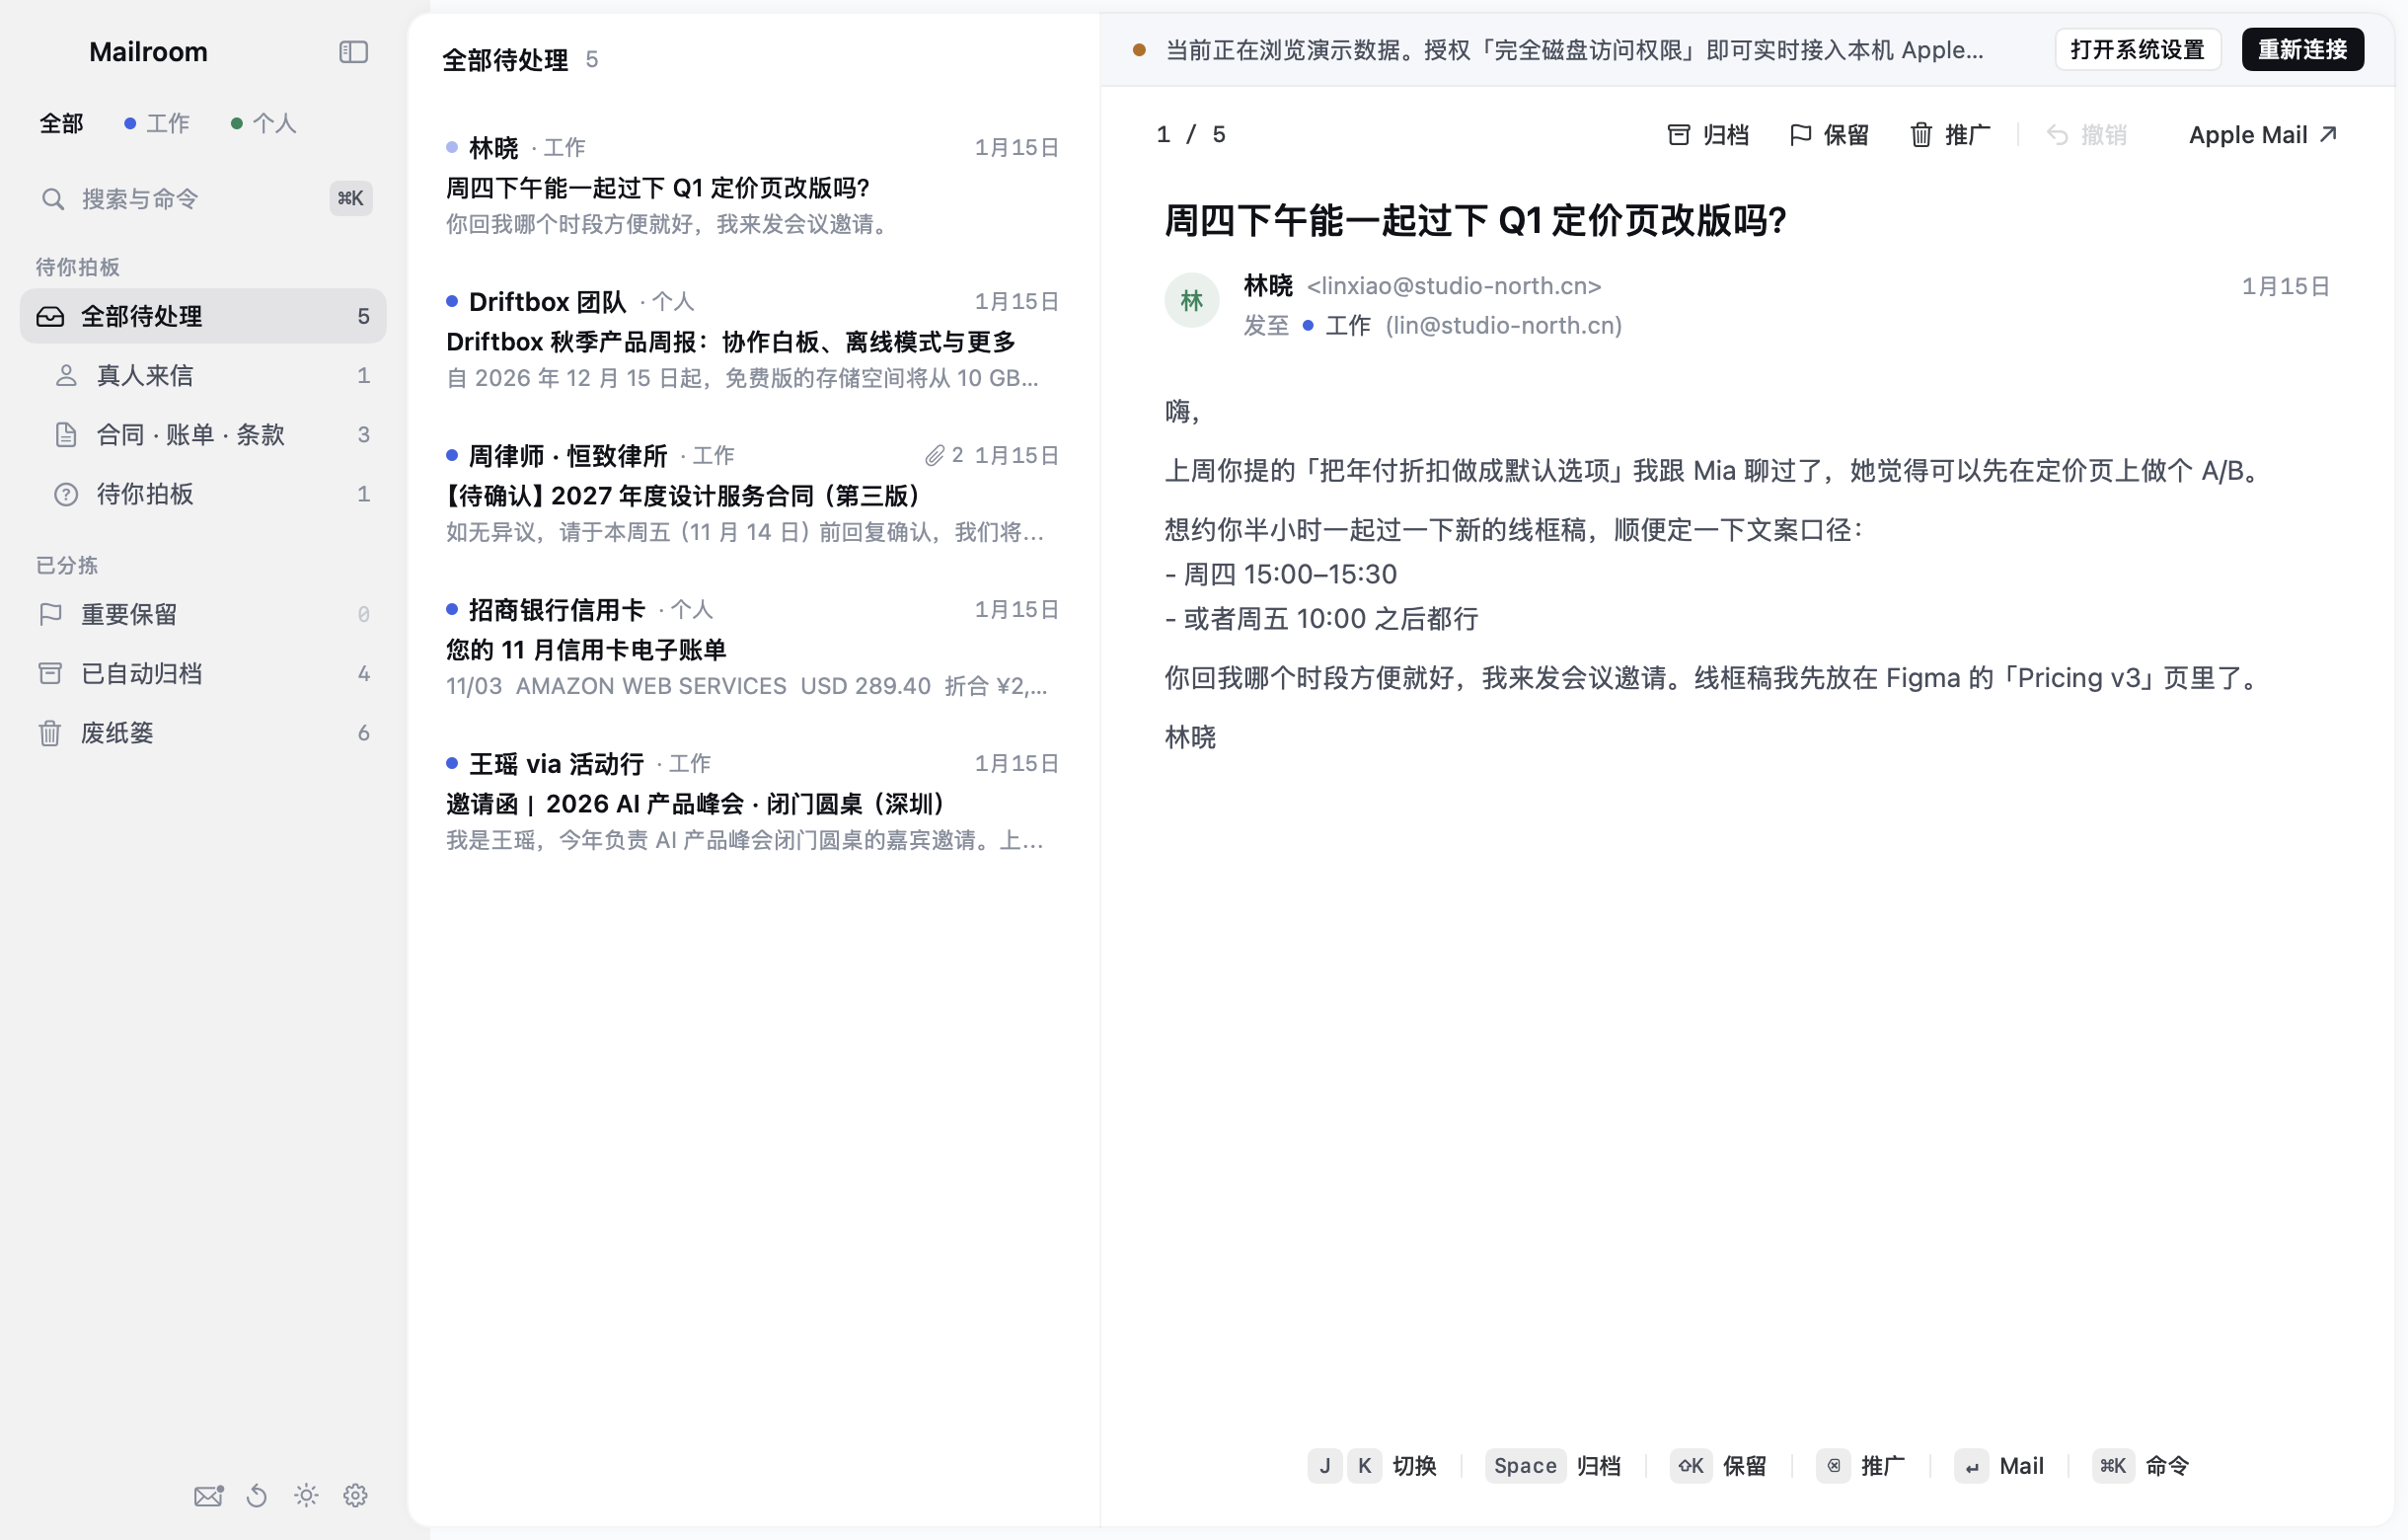 Mailroom
全部 工作 个人
搜索与命令 ⌘K
待你拍板
全部待处理 5
真人来信 1
合同 · 账单 · 条款 3
待你拍板 1
已分拣
重要保留 0
已自动归档 4
废纸篓 6
全部待处理 5
林晓 · 工作 1月15日
周四下午能一起过下 Q1 定价页改版吗?
你回我哪个时段方便就好，我来发会议邀请。
Driftbox 团队 · 个人 1月15日
Driftbox 秋季产品周报：协作白板、离线模式与更多
自 2026 年 12 月 15 日起，免费版的存储空间将从 10 GB…
周律师 · 恒致律所 · 工作 2 1月15日
【待确认】2027 年度设计服务合同（第三版）
如无异议，请于本周五（11 月 14 日）前回复确认，我们将…
招商银行信用卡 · 个人 1月15日
您的 11 月信用卡电子账单
11/03 AMAZON WEB SERVICES USD 289.40 折合 ¥2,…
王瑶 via 活动行 · 工作 1月15日
邀请函 | 2026 AI 产品峰会 · 闭门圆桌（深圳）
我是王瑶，今年负责 AI 产品峰会闭门圆桌的嘉宾邀请。上…
当前正在浏览演示数据。授权「完全磁盘访问权限」即可实时接入本机 Apple… 打开系统设置 重新连接
1 / 5 归档 保留 推广 撤销 Apple Mail ↗
周四下午能一起过下 Q1 定价页改版吗?
林 林晓 <linxiao@studio-north.cn> 1月15日
发至 工作 (lin@studio-north.cn)
嗨，
上周你提的「把年付折扣做成默认选项」我跟 Mia 聊过了，她觉得可以先在定价页上做个 A/B。
想约你半小时一起过一下新的线框稿，顺便定一下文案口径：
- 周四 15:00–15:30
- 或者周五 10:00 之后都行
你回我哪个时段方便就好，我来发会议邀请。线框稿我先放在 Figma 的「Pricing v3」页里了。
林晓
J K 切换 Space 归档 ⇧K 保留 ⌫ 推广 ↵ Mail ⌘K 命令